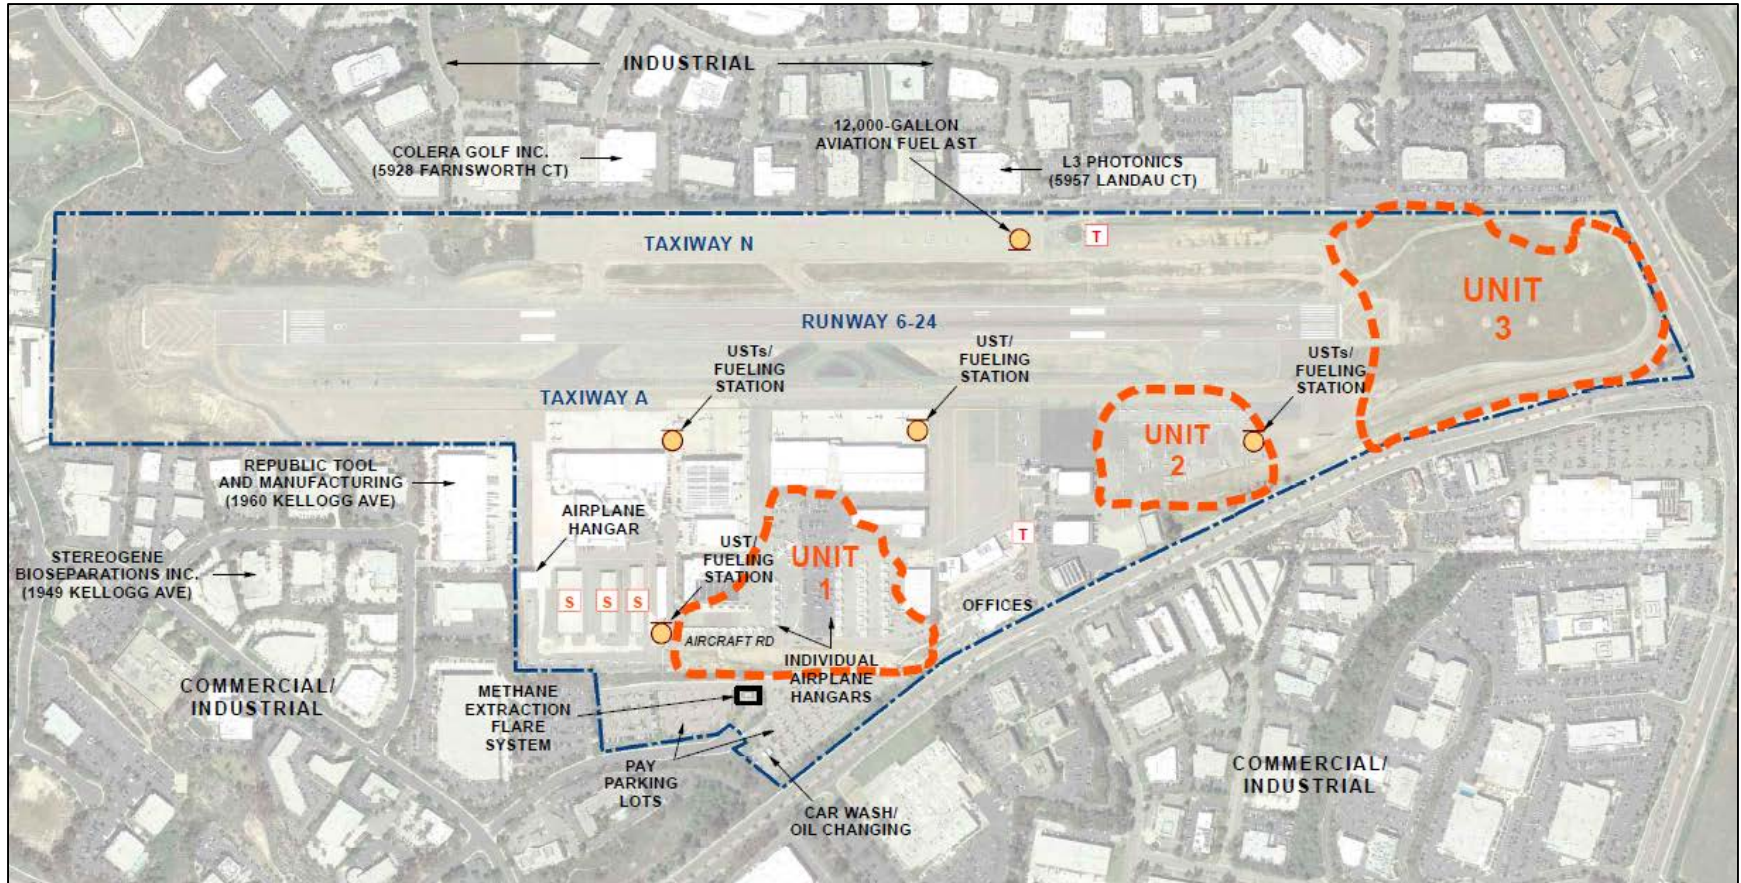 INDUSTRIAL
12,000-GALLON
AVIATION FUEL AST
COLERA GOLF INC.
(5928 FARNSWORTH CT)
L3 PHOTONICS
(5957 LANDAU CT)
TAXIWAY N
T
UNIT
3
RUNWAY 6-24
USTs/
FUELING
STATION
UST/
FUELING
STATION
USTs/
FUELING
STATION
TAXIWAY A
UNIT
2
REPUBLIC TOOL
AND MANUFACTURING
(1960 KELLOGG AVE)
AIRPLANE
HANGAR
UST/
FUELING
STATION
UNIT
1
T
STEREOGENE
BIOSEPARATIONS INC.
(1949 KELLOGG AVE)
S
S
S
OFFICES
AIRCRAFT RD
INDIVIDUAL
AIRPLANE
HANGARS
COMMERCIAL/
INDUSTRIAL
METHANE
EXTRACTION
FLARE
SYSTEM
PAY
PARKING
LOTS
CAR WASH/
OIL CHANGING
COMMERCIAL/
INDUSTRIAL